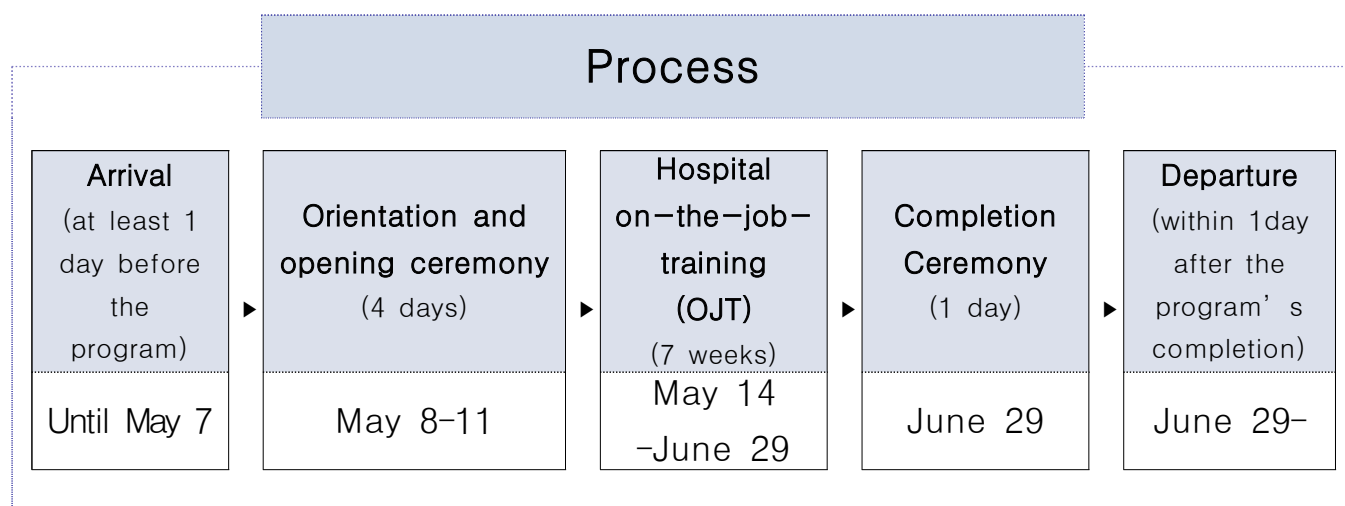 Process
Arrival
(at least 1
day before
the
program)
Until May 7
▶
Orientation and
opening ceremony
(4 days)
May 8-11
▶
Hospital
on-the-job-
training
(OJT)
(7 weeks)
May 14
-June 29
▶
Completion
Ceremony
(1 day)
June 29
▶
Departure
(within 1day
after the
program’s
completion)
June 29-